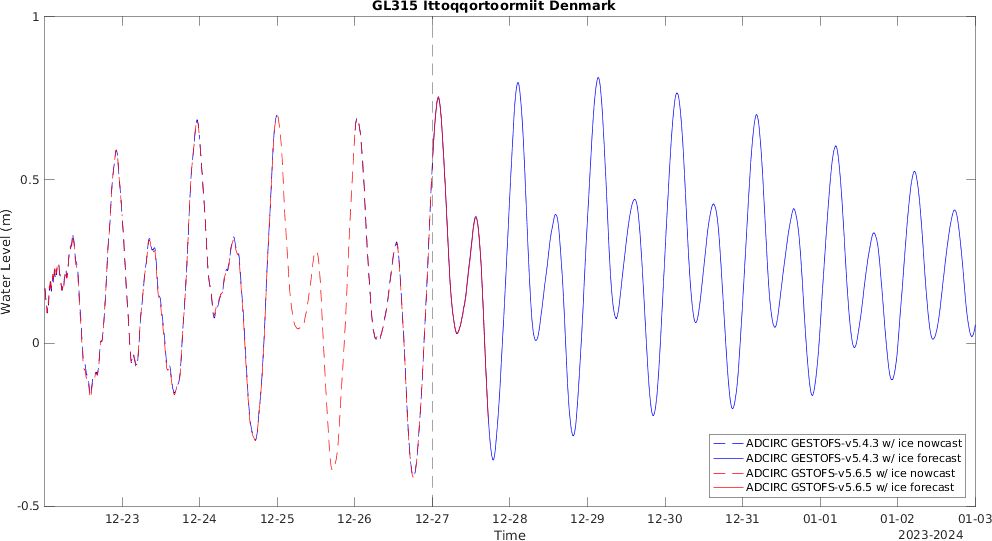 GL315 Ittoqqortoormiit Denmark
1
0.5
0
-0.5
Water Level (m)
12-23 12-24 12-25 12-26 12-27 12-28 12-29 12-30 12-31 01-01 01-02 01-03
Time
2023-2024
ADCIRC GESTOFS-v5.4.3 w/ ice nowcast
ADCIRC GESTOFS-v5.4.3 w/ ice forecast
ADCIRC GSTOFS-v5.6.5 w/ ice nowcast
ADCIRC GSTOFS-v5.6.5 w/ ice forecast